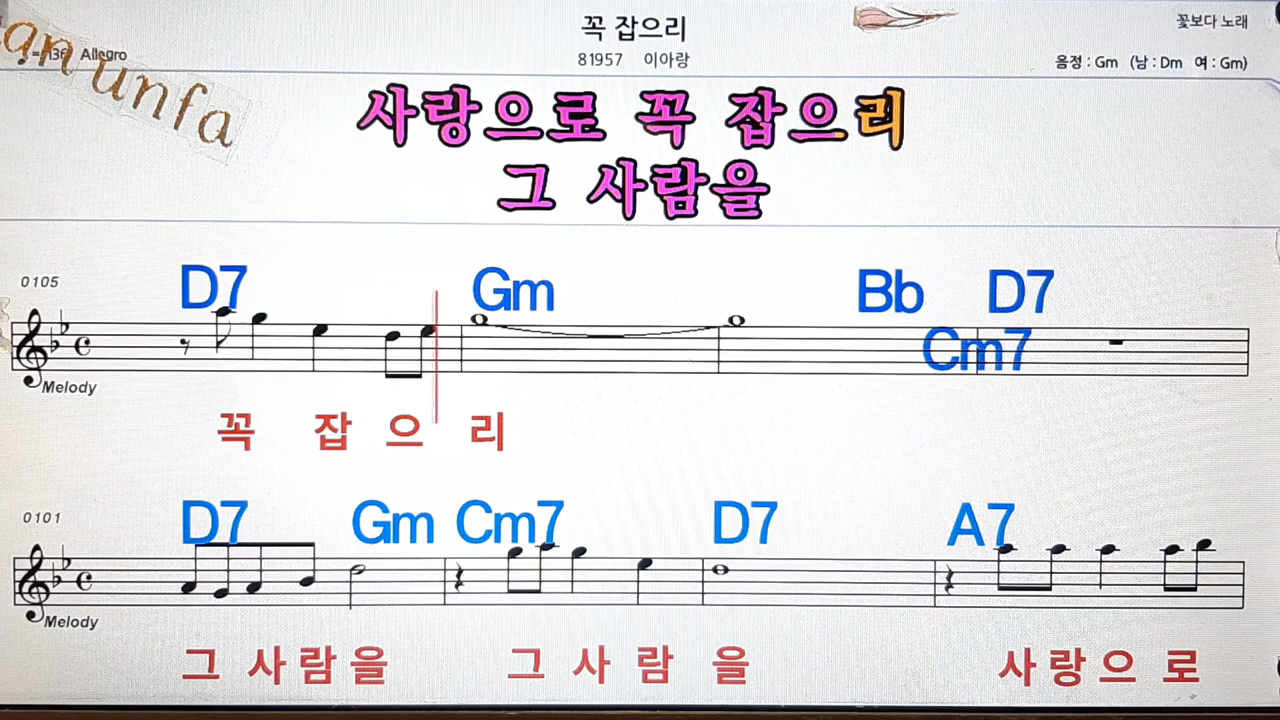 꼭 잡으리
꽃보다 노래
Allegro
81957 이아랑
음정 : Gm (남 : Dm 여 : Gm)
an unfa
사랑으로 꼭 잡으리
그 사람을
0105
D7 Gm Bb D7
Cm7
Melody
꼭 잡 으 리
0101
D7 Gm Cm7 D7 A7
Melody
그 사 람 을 그 사 람 을 사 랑 으 로